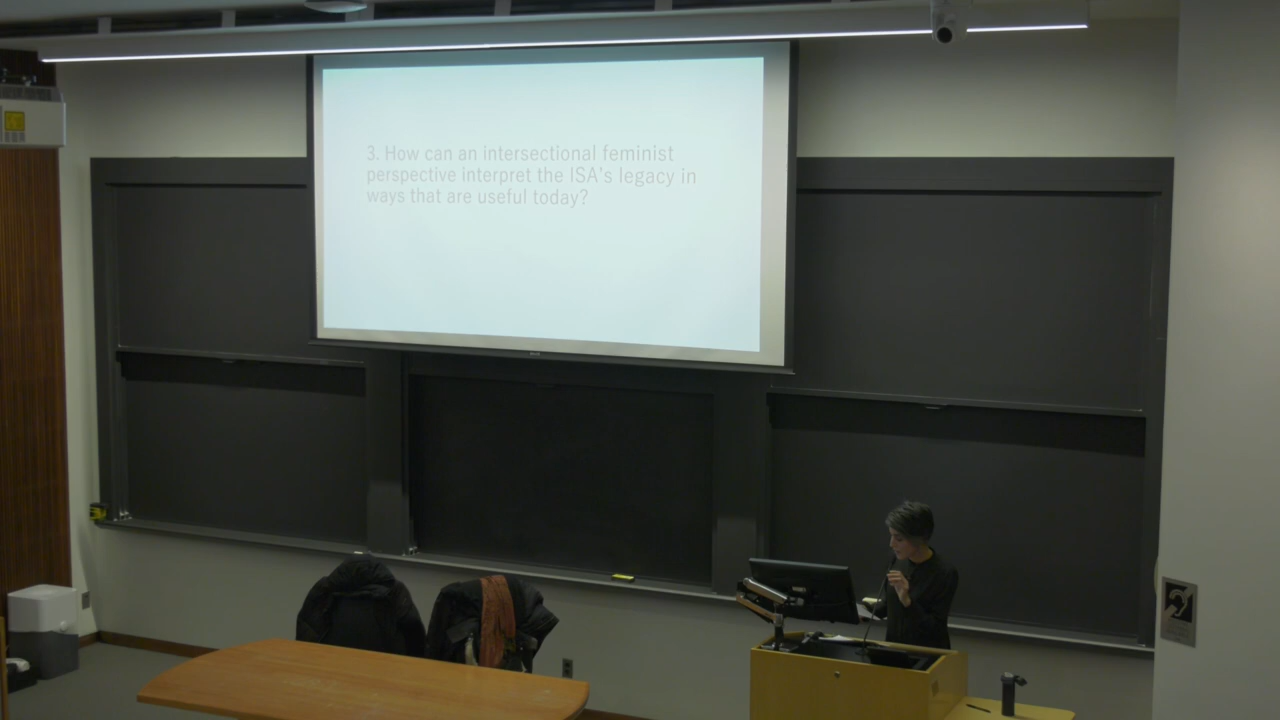 3. How can an intersectional feminist
perspective interpret the ISA's legacy in
ways that are useful today?